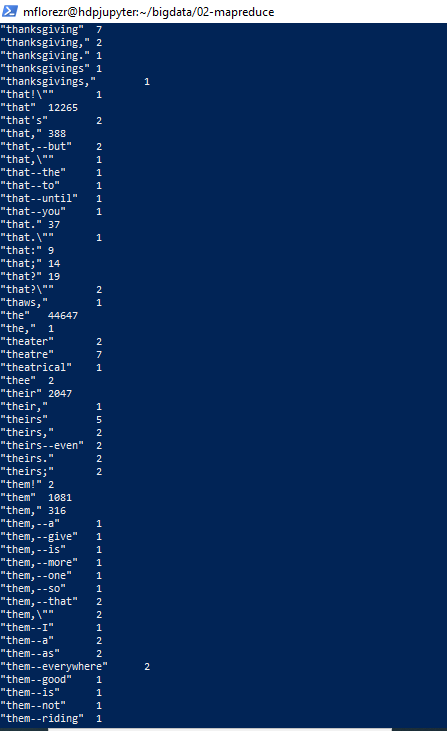 mflorezr@hdpjupyter:~/bigdata/02-mapreduce
"thanksgiving" 7
"thanksgiving," 2
"thanksgiving." 1
"thanksgivings" 1
"thanksgivings," 1
"that!\"" 1
"that" 12265
"that's" 2
"that," 388
"that,--but" 2
"that,\"" 1
"that--the" 1
"that--to" 1
"that--until" 1
"that--you" 1
"that." 37
"that.\"" 1
"that:" 9
"that;" 14
"that?" 19
"that?\"" 2
"thaws," 1
"the" 44647
"the," 1
"theater" 2
"theatre" 7
"theatrical" 1
"thee" 2
"their" 2047
"their," 1
"theirs" 5
"theirs," 2
"theirs--even" 2
"theirs." 2
"theirs;" 2
"them!" 2
"them" 1081
"them," 316
"them,--a" 1
"them,--give" 1
"them,--is" 1
"them,--more" 1
"them,--one" 1
"them,--so" 1
"them,--that" 2
"them,\"" 2
"them--I" 1
"them--a" 2
"them--as" 2
"them--everywhere" 2
"them--good" 1
"them--is" 1
"them--not" 1
"them--riding" 1